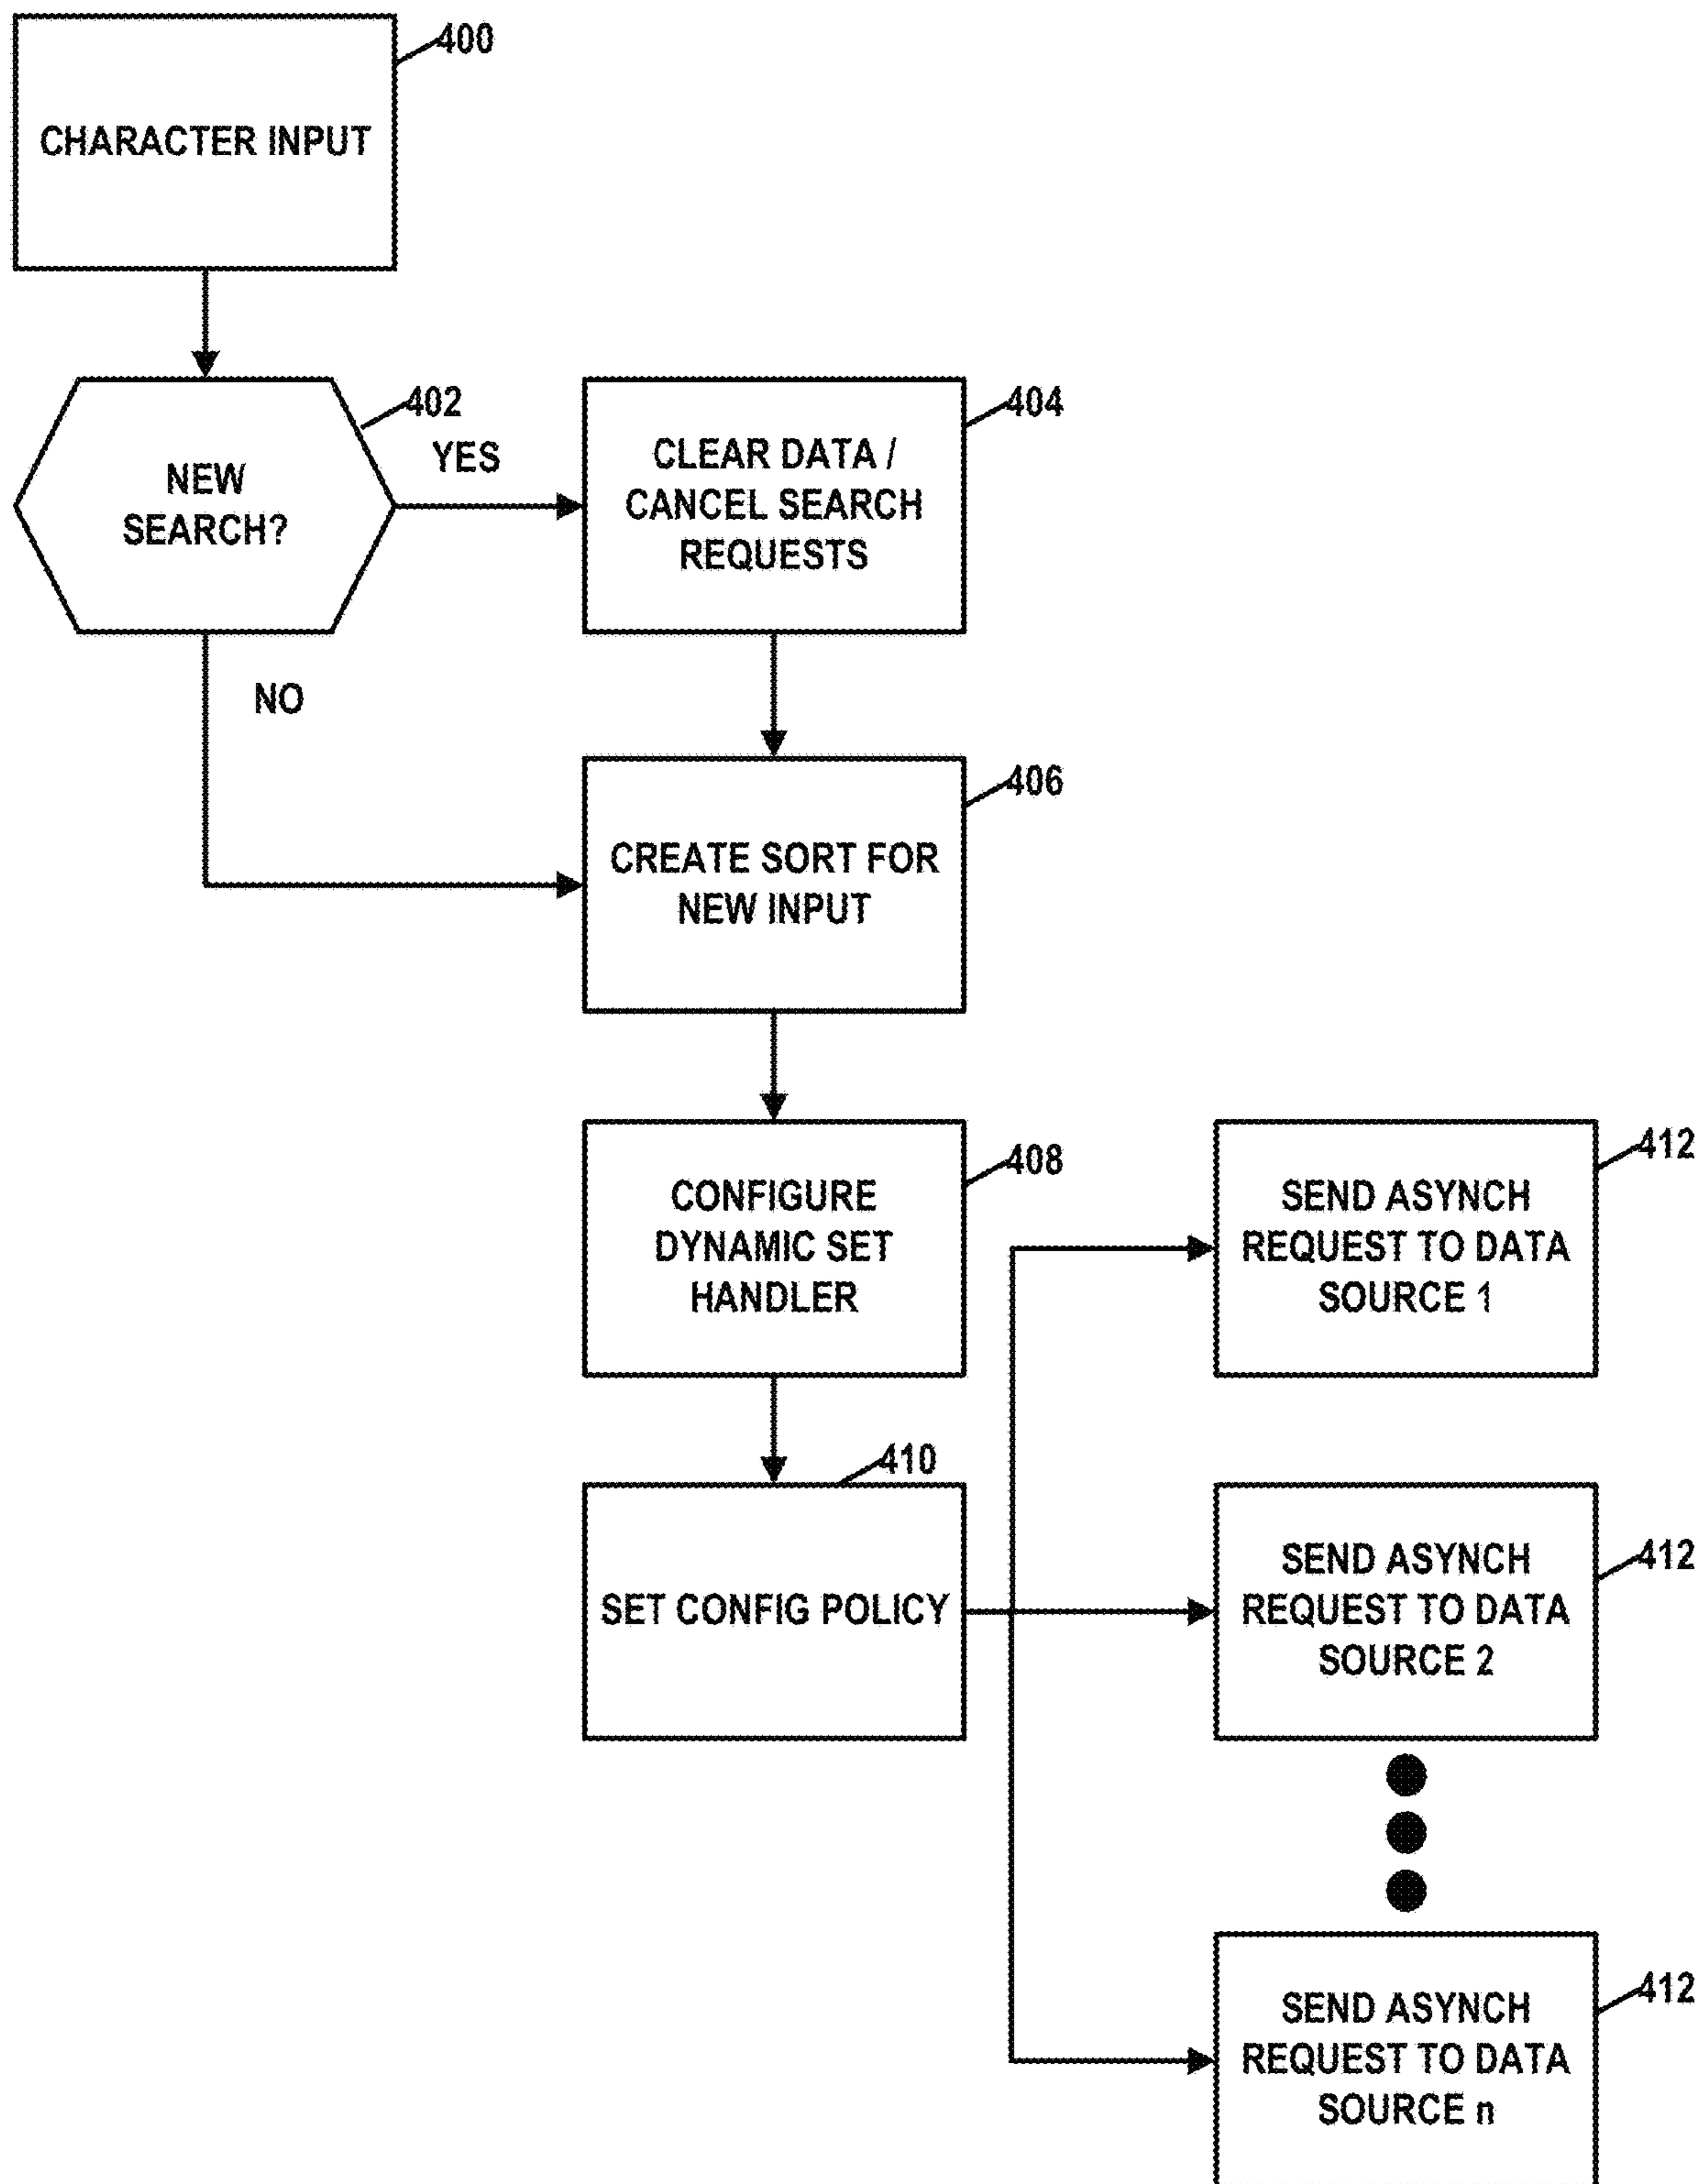 400
CHARACTER INPUT
402
YES
NEW
SEARCH?
NO
404
CLEAR DATA /
CANCEL SEARCH
REQUESTS
406
CREATE SORT FOR
NEW INPUT
408
CONFIGURE
DYNAMIC SET
HANDLER
410
SET CONFIG POLICY
412
SEND ASYNCH
REQUEST TO DATA
SOURCE 1
412
SEND ASYNCH
REQUEST TO DATA
SOURCE 2
412
SEND ASYNCH
REQUEST TO DATA
SOURCE n